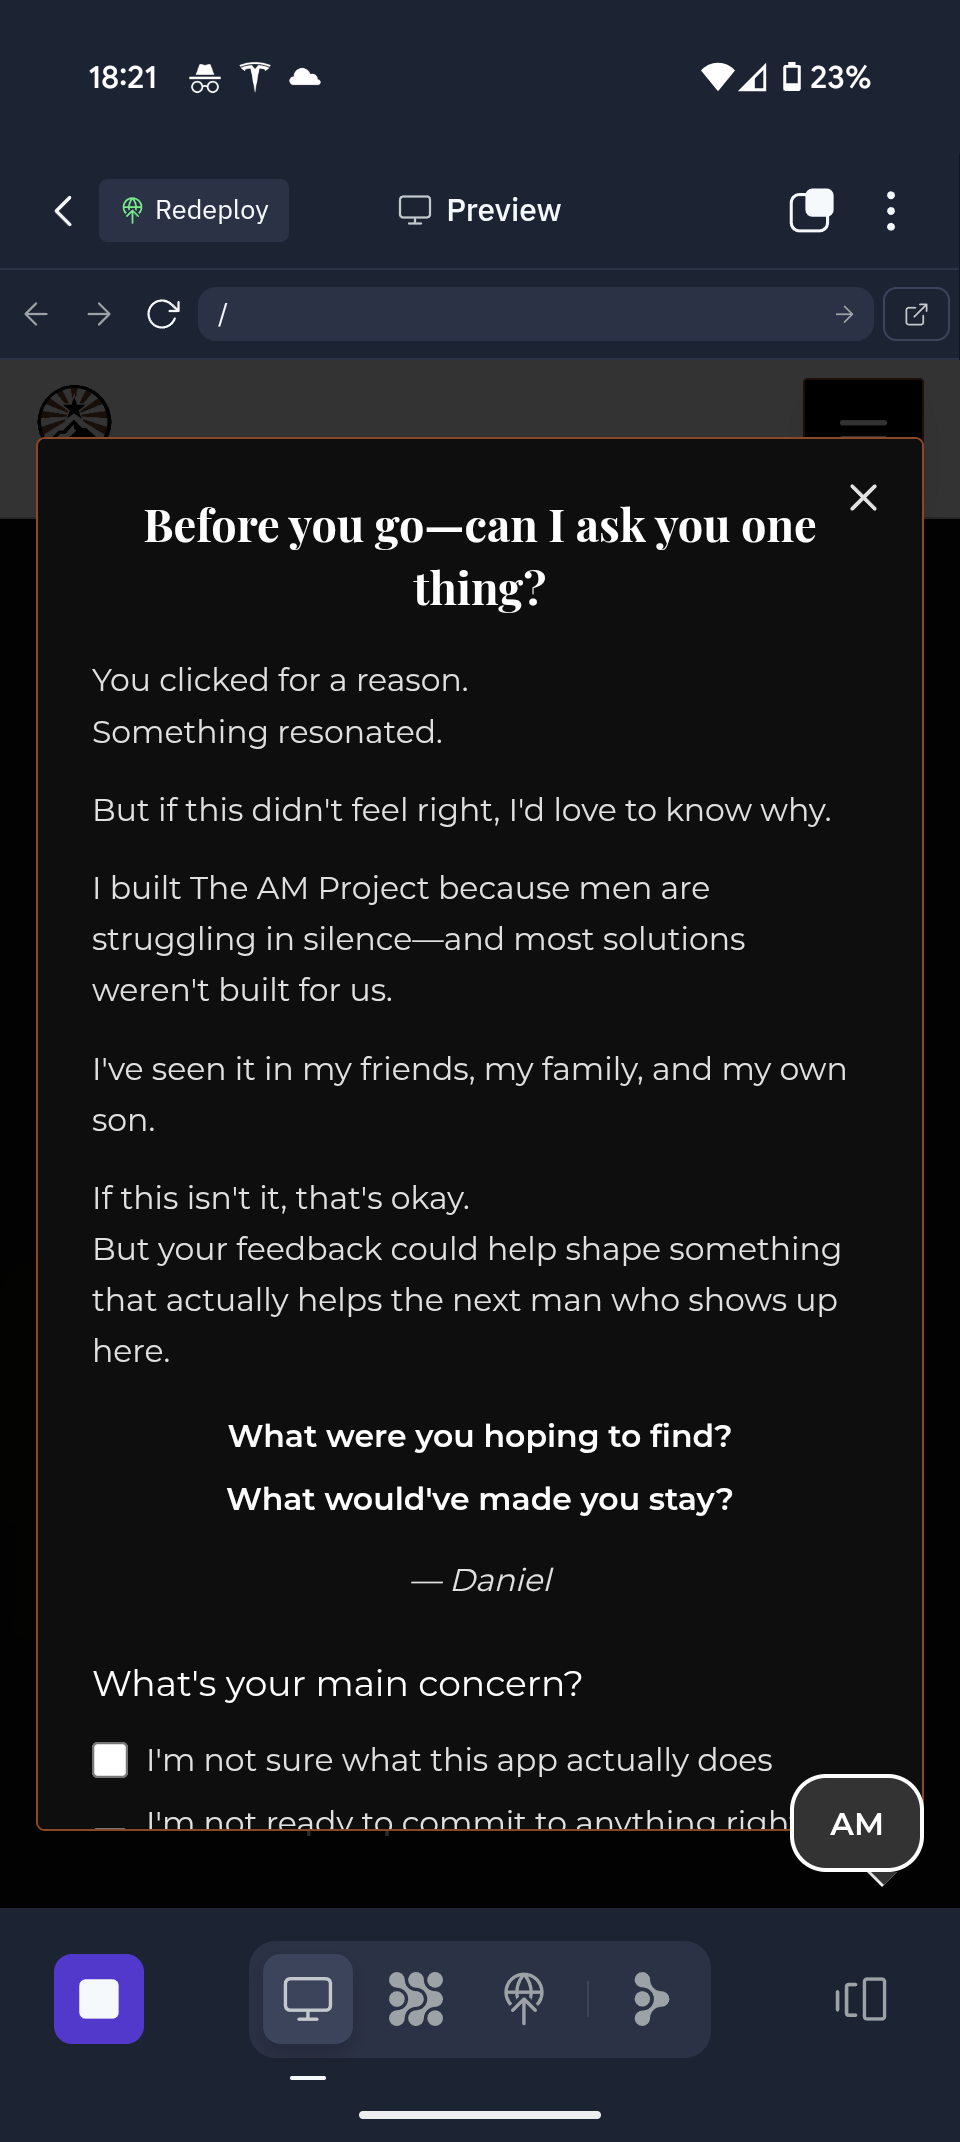 18:21
23%
Redeploy
Preview
/
Before you go—can I ask you one
thing?
You clicked for a reason.
Something resonated.
But if this didn't feel right, I'd love to know why.
I built The AM Project because men are
struggling in silence—and most solutions
weren't built for us.
I've seen it in my friends, my family, and my own
son.
If this isn't it, that's okay.
But your feedback could help shape something
that actually helps the next man who shows up
here.
What were you hoping to find?
What would've made you stay?
— Daniel
What's your main concern?
I'm not sure what this app actually does
I'm not ready to commit to anything righ
AM